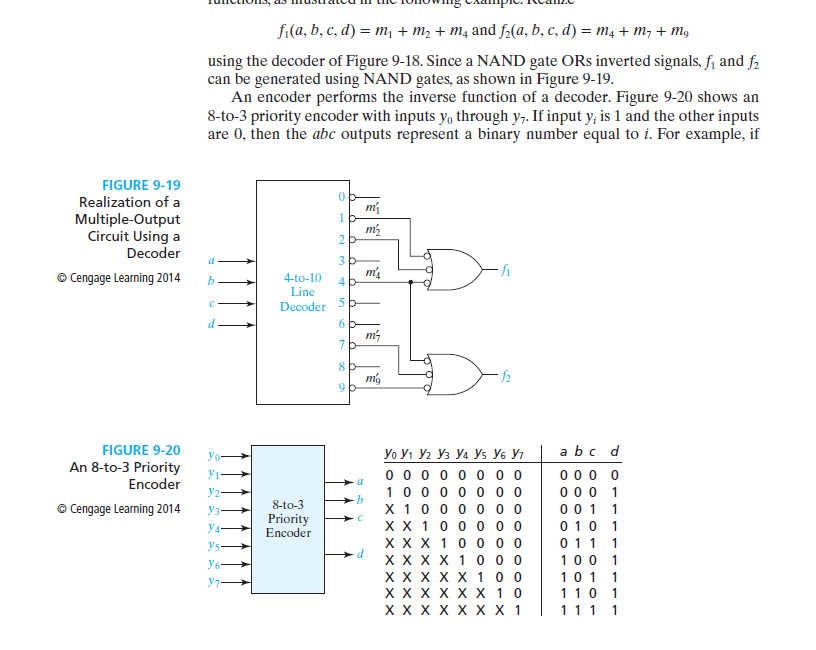 functions, as illustrated in the following example. Realize
f₁(a, b, c, d) = m₁ + m₂ + m₄ and f₂(a, b, c, d) = m₄ + m₇ + m₉
using the decoder of Figure 9-18. Since a NAND gate ORs inverted signals, f₁ and f₂
can be generated using NAND gates, as shown in Figure 9-19.
An encoder performs the inverse function of a decoder. Figure 9-20 shows an
8-to-3 priority encoder with inputs y₀ through y₇. If input yᵢ is 1 and the other inputs
are 0, then the abc outputs represent a binary number equal to i. For example, if
FIGURE 9-19
Realization of a
Multiple-Output
Circuit Using a
Decoder
© Cengage Learning 2014
a
b
c
d
4-to-10
Line
Decoder
0
1
2
3
4
5
6
7
8
9
m₁′
m₂′
m₄′
m₇′
m₉′
f₁
f₂
FIGURE 9-20
An 8-to-3 Priority
Encoder
© Cengage Learning 2014
y₀
y₁
y₂
y₃
y₄
y₅
y₆
y₇
8-to-3
Priority
Encoder
a
b
c
d
y₀ y₁ y₂ y₃ y₄ y₅ y₆ y₇ a b c d
0 0 0 0 0 0 0 0 0 0 0 0
1 0 0 0 0 0 0 0 0 0 0 1
X 1 0 0 0 0 0 0 0 0 1 1
X X 1 0 0 0 0 0 0 1 0 1
X X X 1 0 0 0 0 0 1 1 1
X X X X 1 0 0 0 1 0 0 1
X X X X X 1 0 0 1 0 1 1
X X X X X X 1 0 1 1 0 1
X X X X X X X 1 1 1 1 1